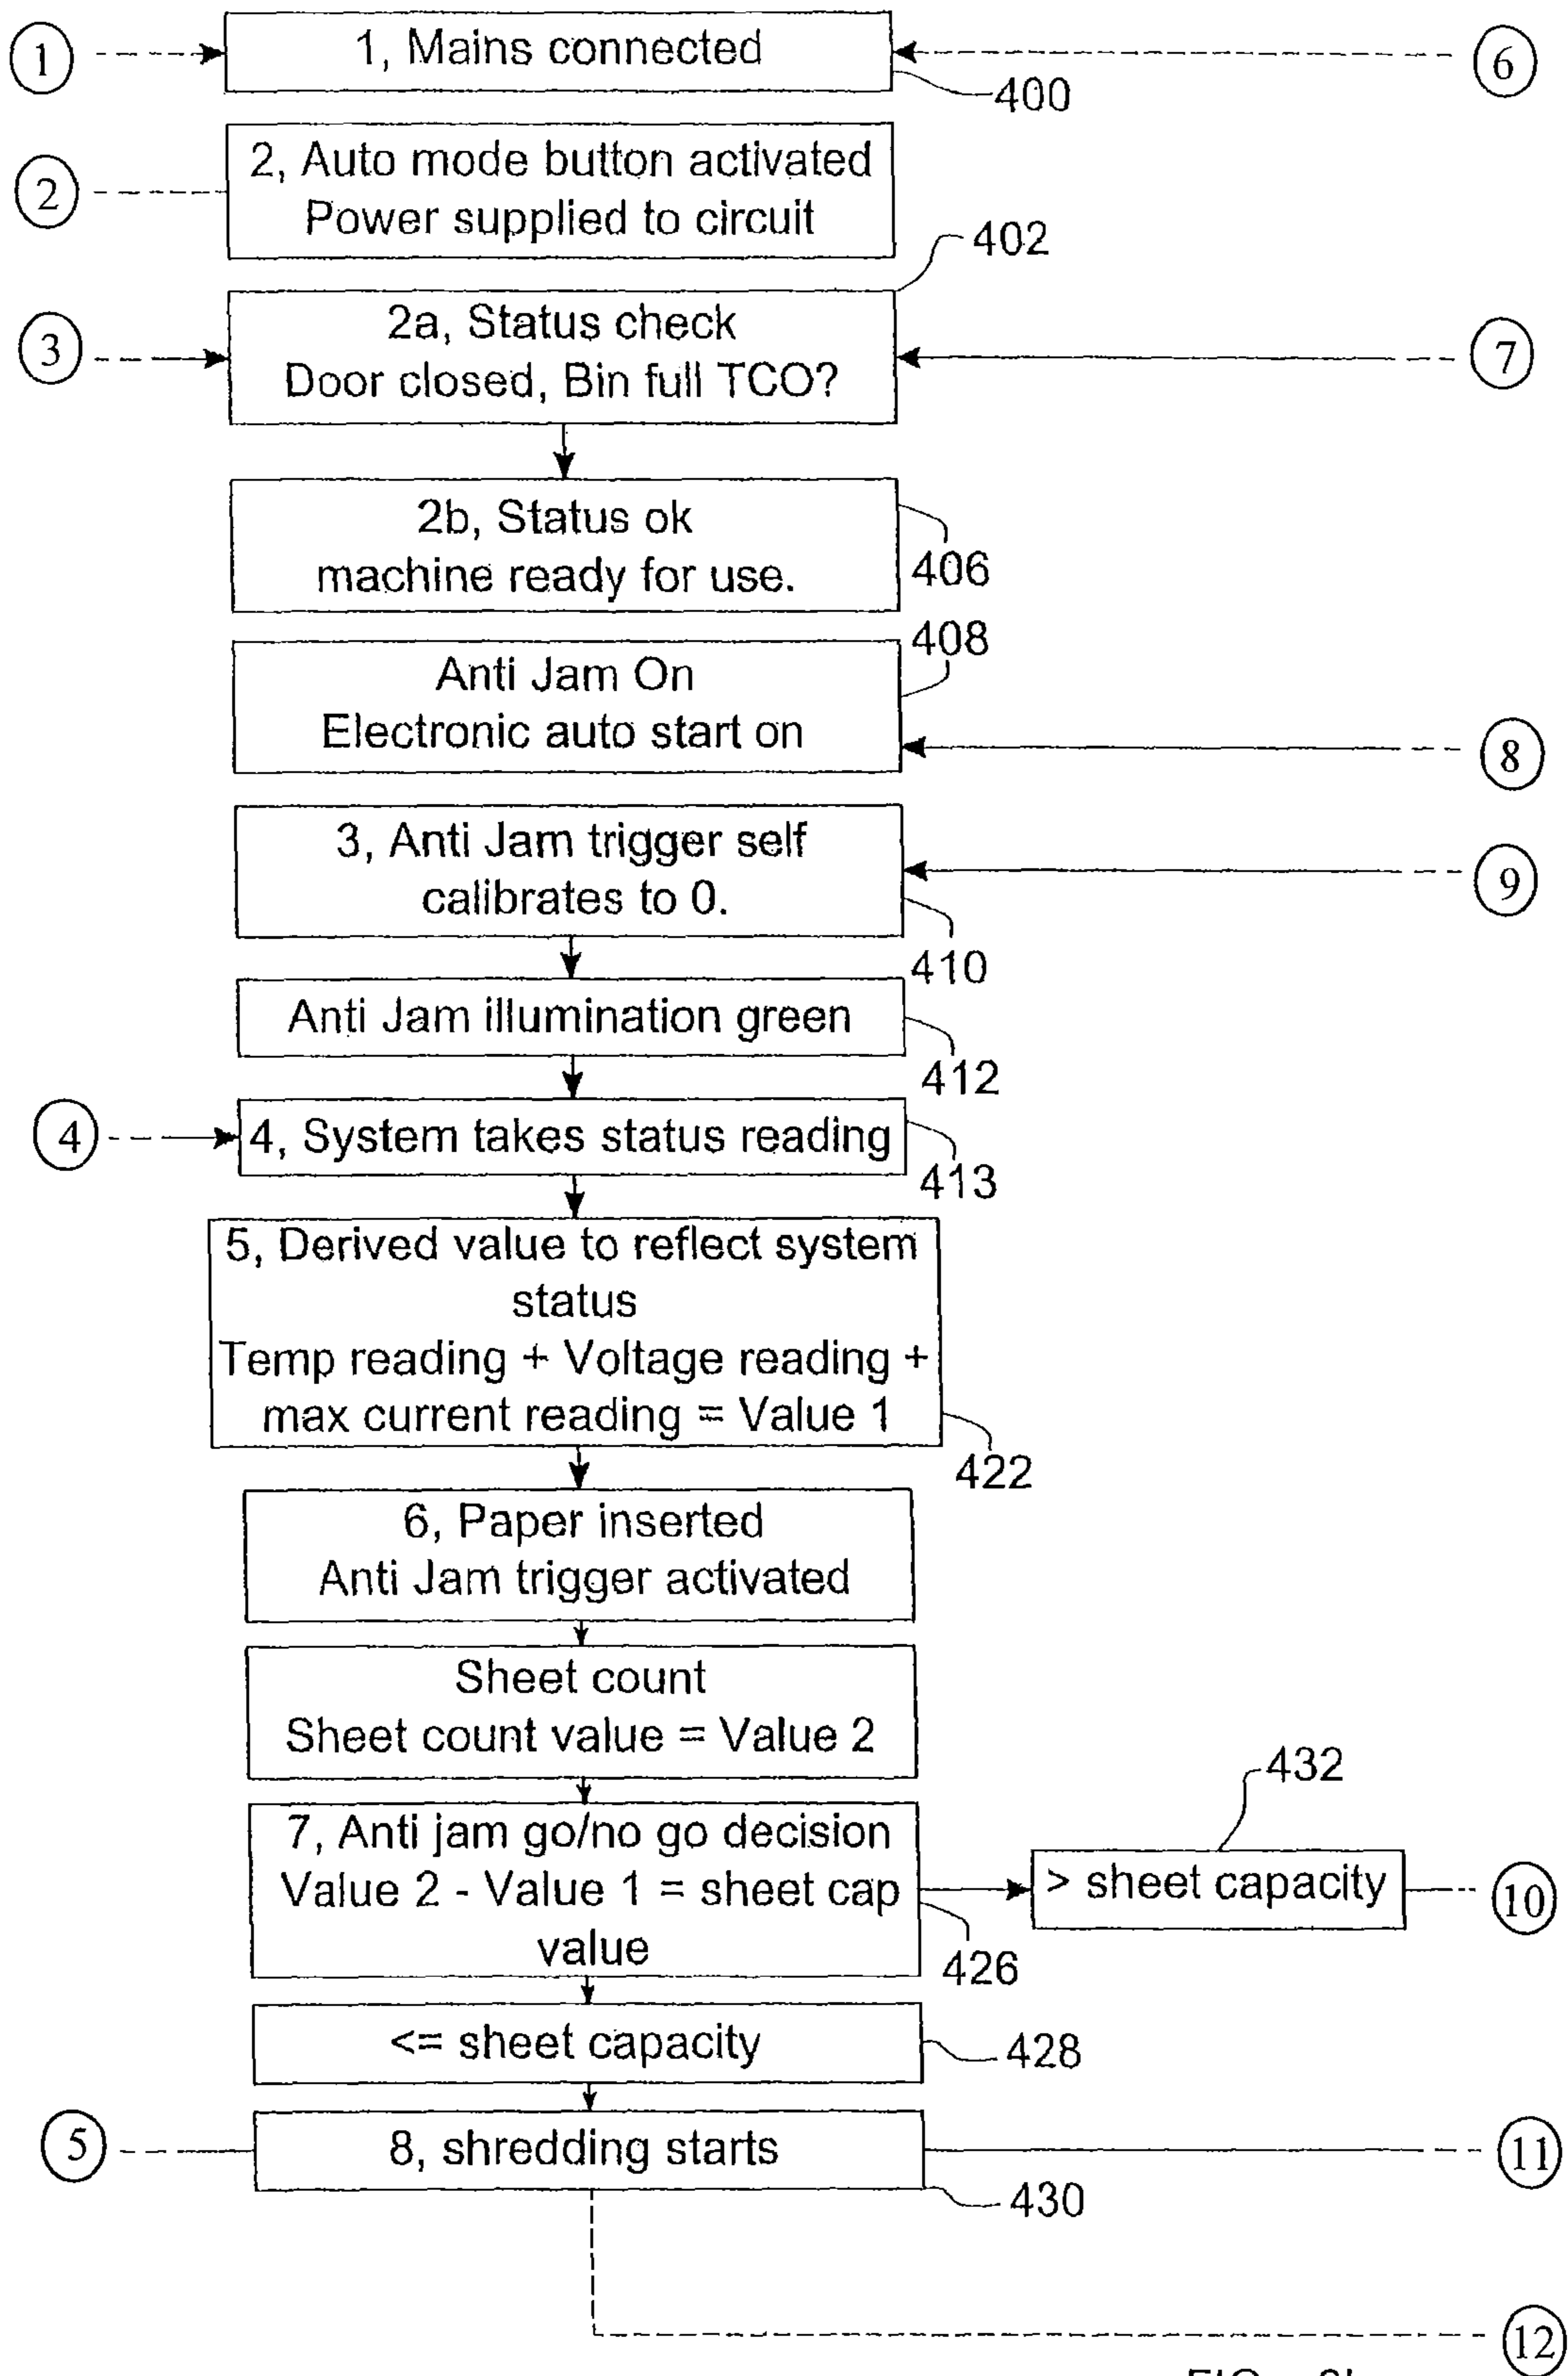 1
1, Mains connected
6
400
2
2, Auto mode button activated
Power supplied to circuit
402
3
2a, Status check
Door closed, Bin full TCO?
7
2b, Status ok
machine ready for use.
406
408
Anti Jam On
Electronic auto start on
8
3, Anti Jam trigger self
calibrates to 0.
9
410
Anti Jam illumination green
412
4
4, System takes status reading
413
5, Derived value to reflect system
status
Temp reading + Voltage reading +
max current reading = Value 1
422
6, Paper inserted
Anti Jam trigger activated
Sheet count
Sheet count value = Value 2
432
7, Anti jam go/no go decision
Value 2 - Value 1 = sheet cap
value
> sheet capacity
10
426
<= sheet capacity
428
5
8, shredding starts
11
430
12